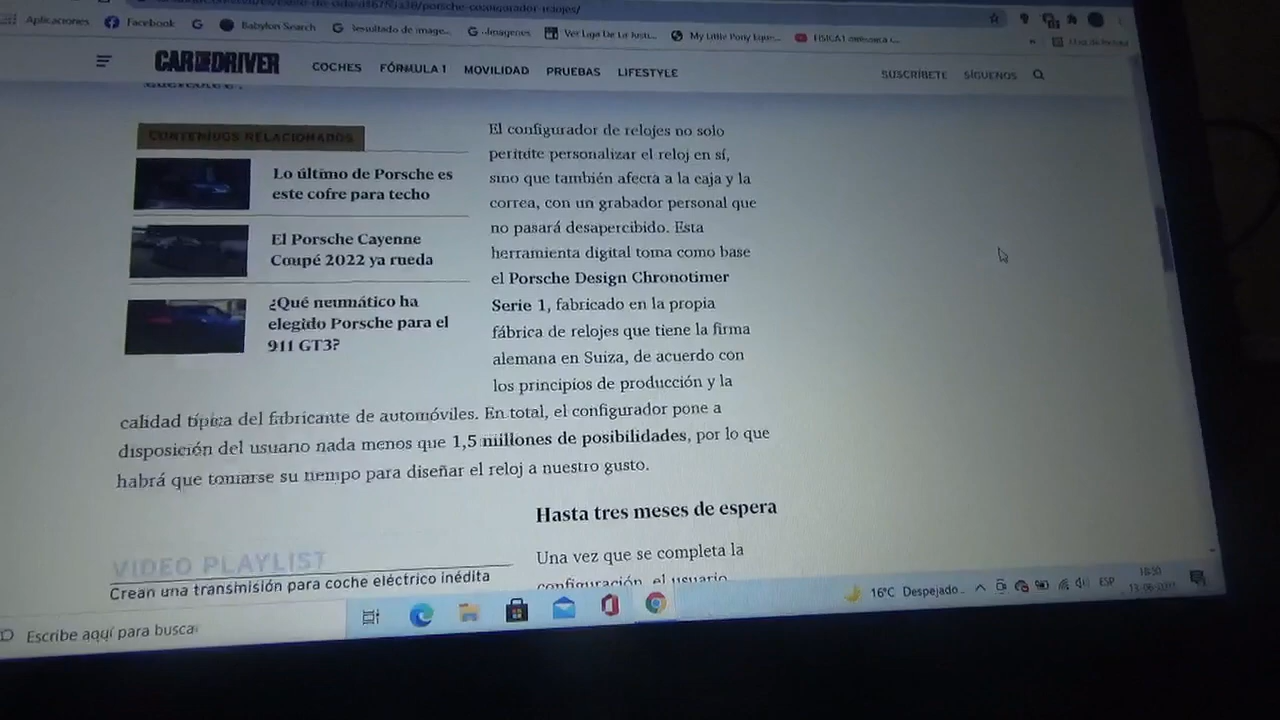 /porsche-configurador-relojes/
Aplicaciones Facebook Babylon Search Resultado de image... Imagenes Ver Liga De La Justi... My Little Pony Eque...
CAR DRIVER COCHES FÓRMULA 1 MOVILIDAD PRUEBAS LIFESTYLE SUSCRÍBETE SÍGUENOS
CONTENIDOS RELACIONADOS
Lo último de Porsche es
este cofre para techo
El Porsche Cayenne
Coupé 2022 ya rueda
¿Qué neumático ha
elegido Porsche para el
911 GT3?
El configurador de relojes no solo
permite personalizar el reloj en sí,
sino que también afecta a la caja y la
correa, con un grabador personal que
no pasará desapercibido. Esta
herramienta digital toma como base
el Porsche Design Chronotimer
Serie 1, fabricado en la propia
fábrica de relojes que tiene la firma
alemana en Suiza, de acuerdo con
los principios de producción y la
calidad típica del fabricante de automóviles. En total, el configurador pone a
disposición del usuario nada menos que 1,5 millones de posibilidades, por lo que
habrá que tomarse su tiempo para diseñar el reloj a nuestro gusto.
Hasta tres meses de espera
Una vez que se completa la
configuración, el usuario
VIDEO PLAYLIST
Crean una transmisión para coche eléctrico inédita
Escribe aquí para busca
16°C Despejado... ESP